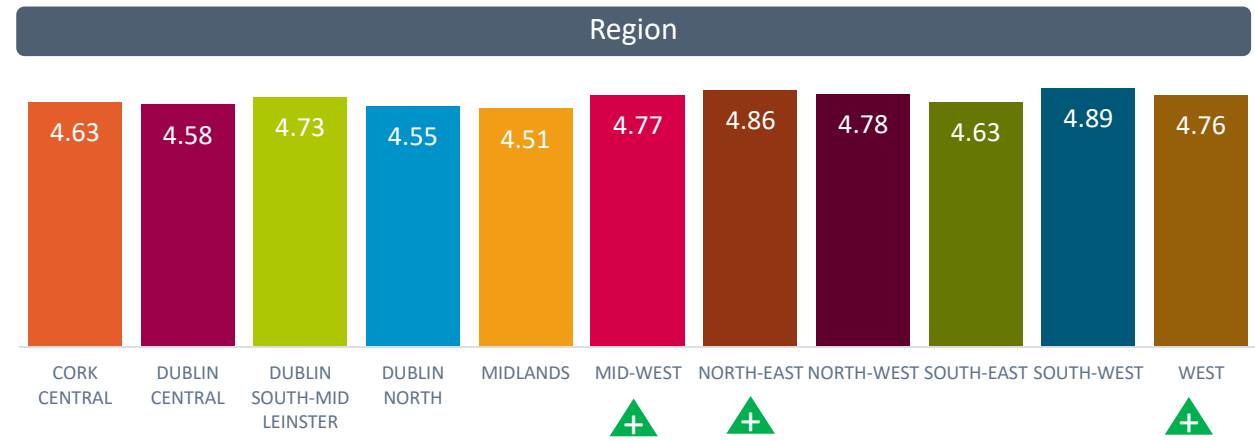 Region
4.63
4.58
4.73
4.55
4.51
4.77
4.86
4.78
4.63
4.89
4.76
CORK
CENTRAL
DUBLIN
CENTRAL
DUBLIN
SOUTH-MID
LEINSTER
DUBLIN
NORTH
MIDLANDS
MID-WEST
NORTH-EAST
NORTH-WEST
SOUTH-EAST
SOUTH-WEST
WEST
+
+
+